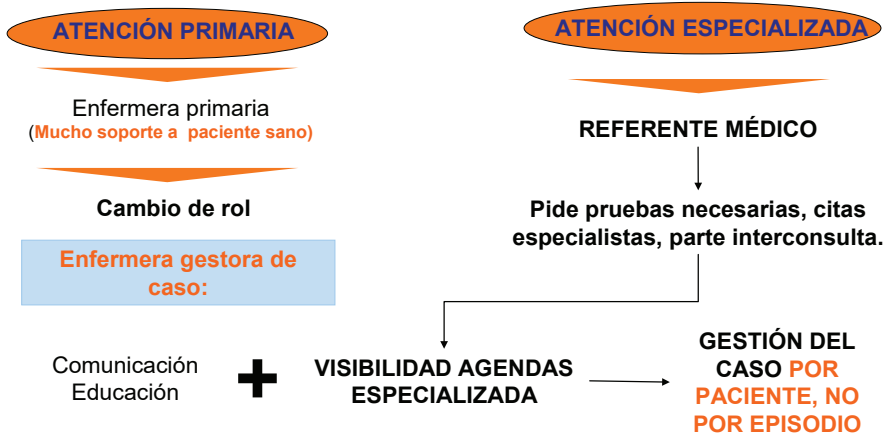 ATENCIÓN PRIMARIA
Enfermera primaria
(Mucho soporte a paciente sano)
Cambio de rol
Enfermera gestora de
caso:
Comunicación
Educación
+
ATENCIÓN ESPECIALIZADA
REFERENTE MÉDICO
Pide pruebas necesarias, citas
especialistas, parte interconsulta.
VISIBILIDAD AGENDAS
ESPECIALIZADA
GESTIÓN DEL
CASO POR
PACIENTE, NO
POR EPISODIO